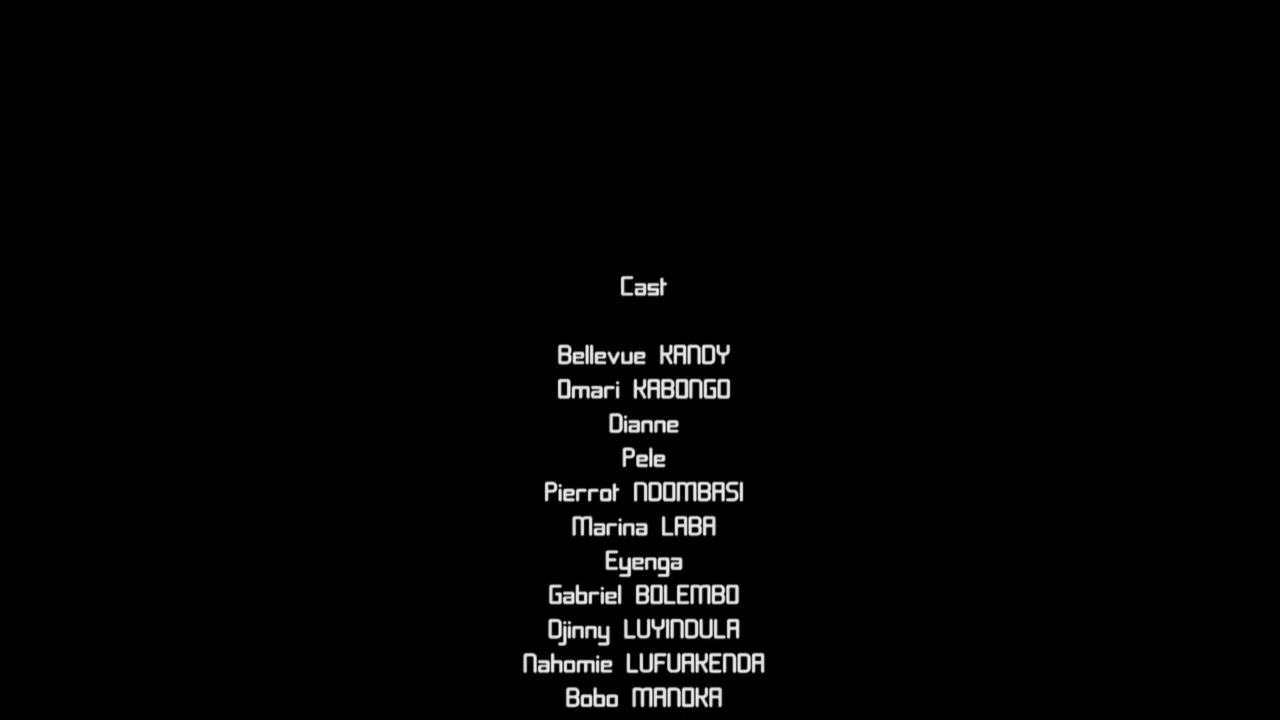 Cast
Bellevue KANDY
Omari KABONGO
Dianne
Pele
Pierrot NDOMBASI
Marina LABA
Eyenga
Gabriel BOLEMBO
Djinny LUYINDULA
Nahomie LUFUAKENDA
Bobo MANOKA